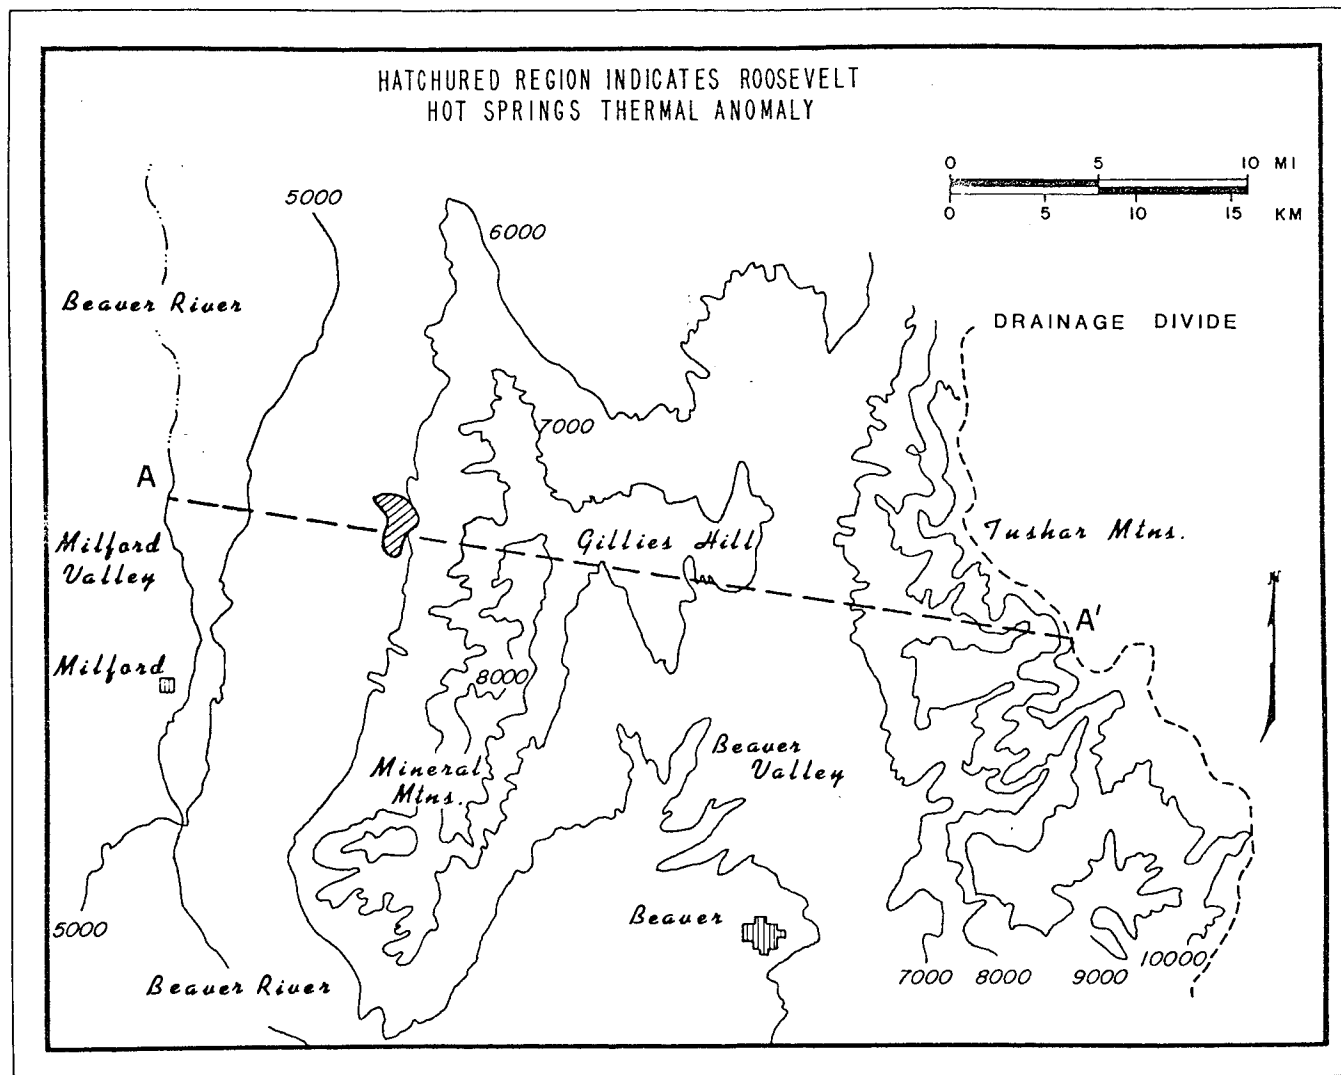 HATCHURED REGION INDICATES ROOSEVELT
HOT SPRINGS THERMAL ANOMALY
0 5 10 MI
0 5 10 15 KM
5000
6000
Beaver River
DRAINAGE DIVIDE
7000
A
Tushar Mtns.
Gillies Hill
Milford
Valley
N
A'
Milford
8000
Beaver
Valley
Mineral
Mtns.
Beaver
5000
7000
8000
9000
10000
Beaver River